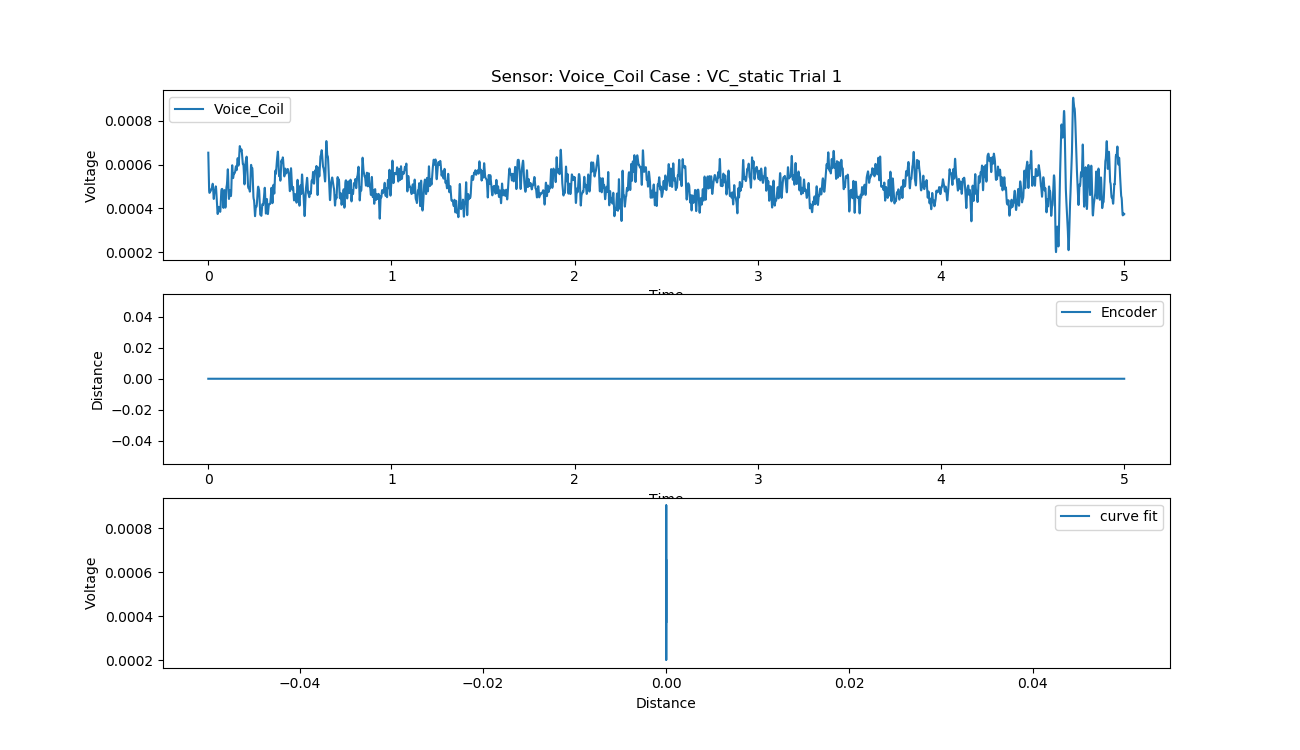 Sensor: Voice_Coil Case : VC_static Trial 1
Voice_Coil
Voltage
0.0008
0.0006
0.0004
0.0002
0 1 2 3 4 5
Time
Encoder
Distance
0.04
0.02
0.00
−0.02
−0.04
0 1 2 3 4 5
Time
curve fit
Voltage
0.0008
0.0006
0.0004
0.0002
−0.04 −0.02 0.00 0.02 0.04
Distance